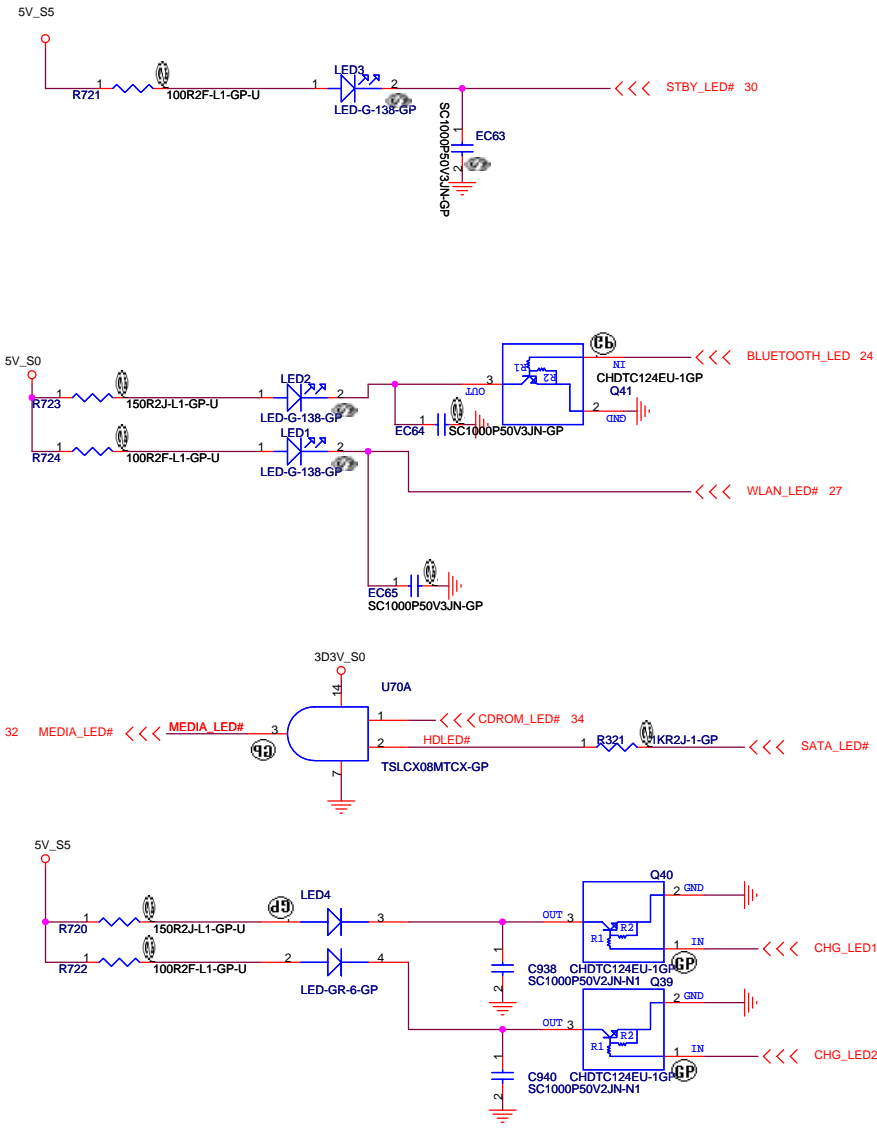 5V_S5
R721 1 100R2F-L1-GP-U
LED3
1 2
LED-G-138-GP
STBY_LED# 30
1 EC63
2
SC1000P50V3JN-GP
5V_S0
R723 1 150R2J-L1-GP-U
LED2
1 2
LED-G-138-GP
R724 1 100R2F-L1-GP-U
LED1
1 2
LED-G-138-GP
EC64 1
SC1000P50V3JN-GP
3 OUT R1 R2 IN
CHDTC124EU-1GP
Q41
2 GND
BLUETOOTH_LED 24
WLAN_LED# 27
EC65 1
SC1000P50V3JN-GP
3D3V_S0
14 U70A
32 MEDIA_LED# MEDIA_LED# 3
GP
1 CDROM_LED# 34
2 HDLED# 1 R321 1KR2J-1-GP SATA_LED#
7 TSLCX08MTCX-GP
5V_S5
R720 1 150R2J-L1-GP-U
GP
LED4
3
R722 1 100R2F-L1-GP-U
2 4
LED-GR-6-GP
OUT 3 R1 R2
Q40
2 GND
1 IN
GP
CHG_LED1
1 C938
2
CHDTC124EU-1GP
SC1000P50V2JN-N1
Q39
OUT 3 R1 R2
2 GND
1 IN
GP
CHG_LED2
1 C940
2
CHDTC124EU-1GP
SC1000P50V2JN-N1